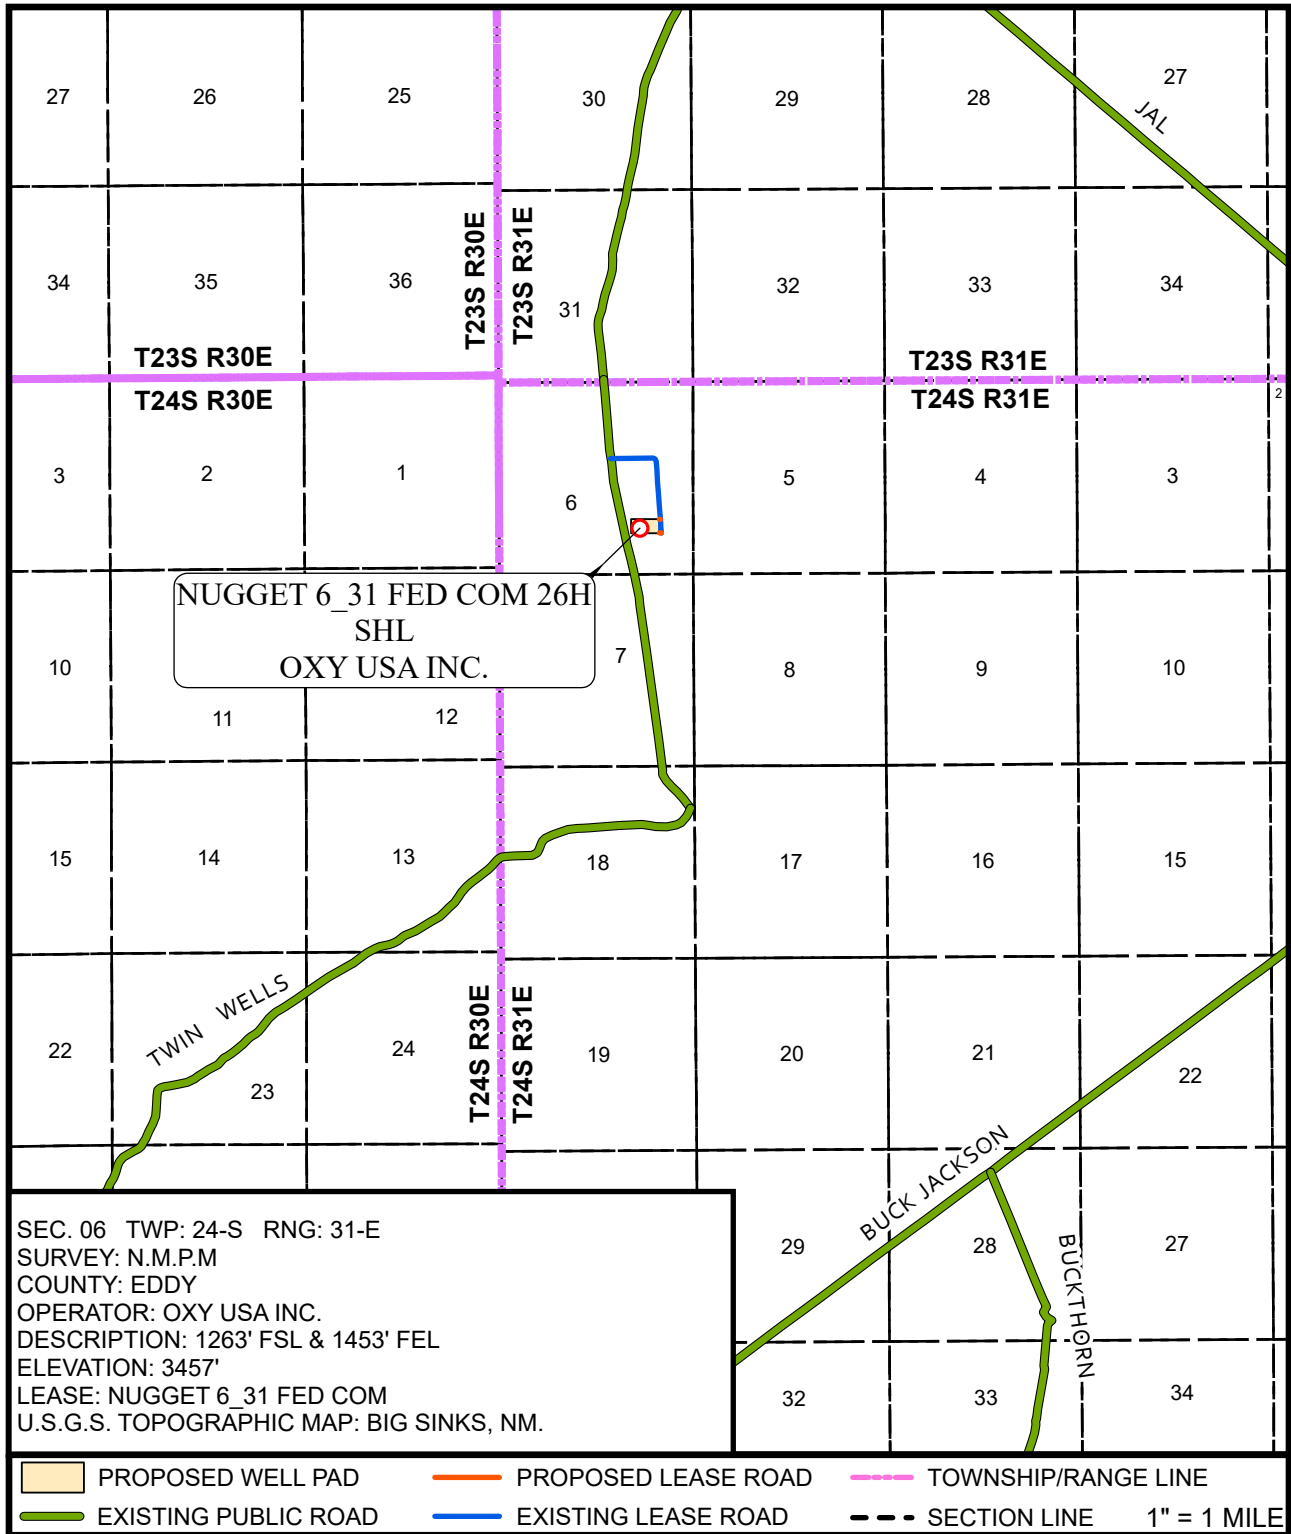 27 26 25 30 29 28 27
JAL
T23S R30E T23S R31E
34 35 36 31 32 33 34
T23S R30E T23S R31E
T24S R30E T24S R31E
2
3 2 1 6 5 4 3
NUGGET 6_31 FED COM 26H
SHL
OXY USA INC.
10 11 12 7 8 9 10
15 14 13 18 17 16 15
TWIN WELLS
T24S R30E T24S R31E
22 23 24 19 20 21 22
BUCK JACKSON
29 28 27
BUCKTHORN
32 33 34
SEC. 06 TWP: 24-S RNG: 31-E
SURVEY: N.M.P.M
COUNTY: EDDY
OPERATOR: OXY USA INC.
DESCRIPTION: 1263' FSL & 1453' FEL
ELEVATION: 3457'
LEASE: NUGGET 6_31 FED COM
U.S.G.S. TOPOGRAPHIC MAP: BIG SINKS, NM.
PROPOSED WELL PAD PROPOSED LEASE ROAD TOWNSHIP/RANGE LINE
EXISTING PUBLIC ROAD EXISTING LEASE ROAD SECTION LINE 1" = 1 MILE